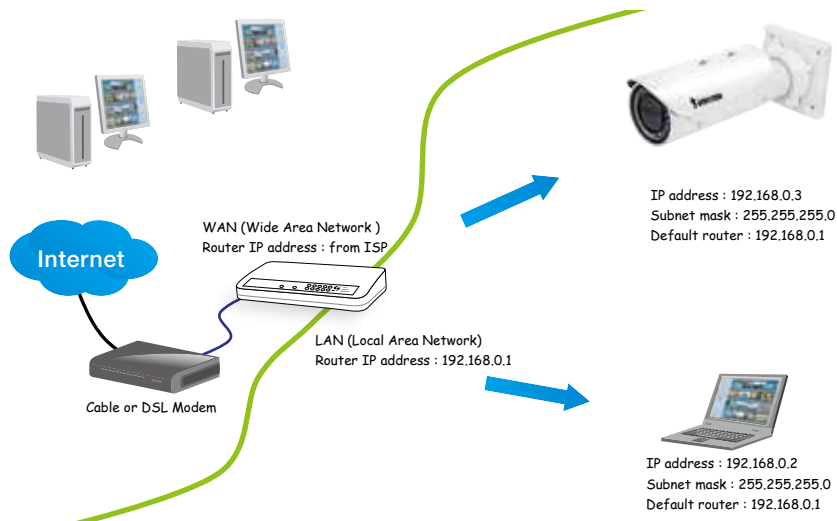 WAN (Wide Area Network )
Router IP address : from ISP
Internet
LAN (Local Area Network)
Router IP address : 192.168.0.1
Cable or DSL Modem
IP address : 192.168.0.3
Subnet mask : 255.255.255.0
Default router : 192.168.0.1
IP address : 192.168.0.2
Subnet mask : 255.255.255.0
Default router : 192.168.0.1